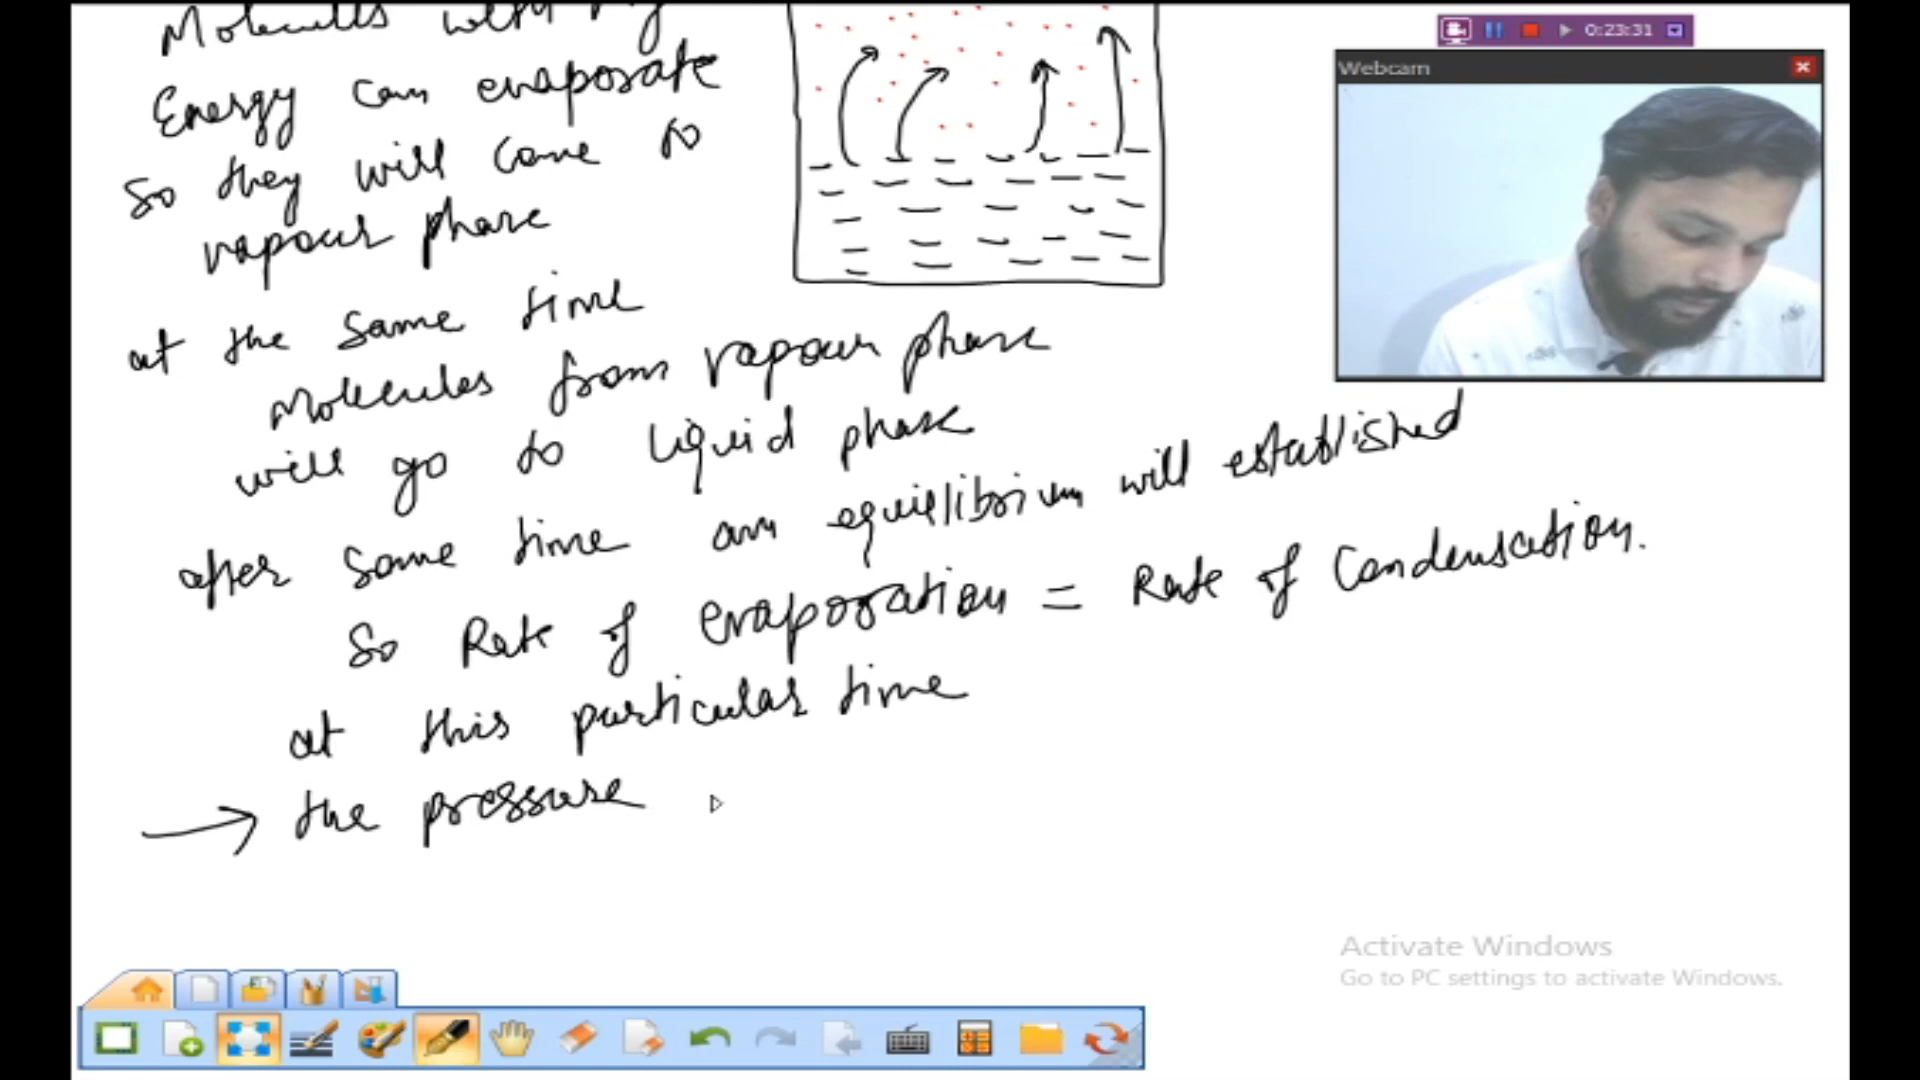 Molecules with
Energy can evaporate
So they will come to
vapour phase
at the same time
Molecules from vapour phase
will go to liquid phase
after some time an equilibrium will established
So Rate of evaporation = Rate of Condensation.
at this particular time
→ the pressure
0:23:31
Webcam
Activate Windows
Go to PC settings to activate Windows.